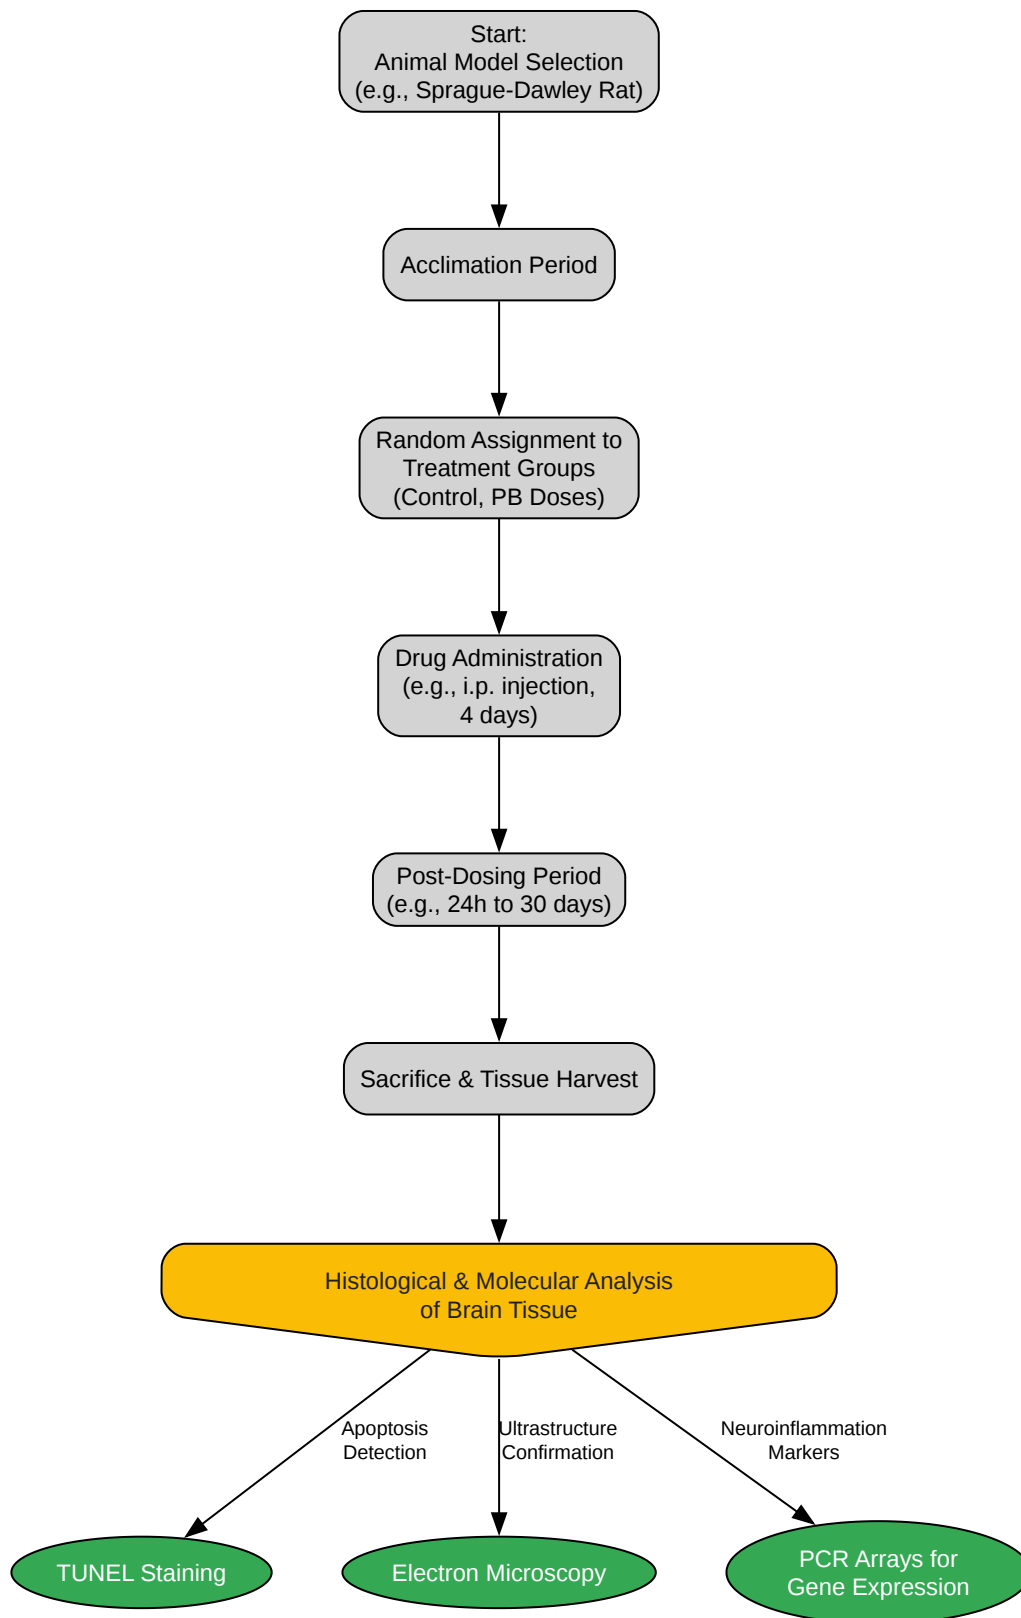 Start:
Animal Model Selection
(e.g., Sprague-Dawley Rat)
Acclimation Period
Random Assignment to
Treatment Groups
(Control, PB Doses)
Drug Administration
(e.g., i.p. injection,
4 days)
Post-Dosing Period
(e.g., 24h to 30 days)
Sacrifice & Tissue Harvest
Histological & Molecular Analysis
of Brain Tissue
Apoptosis
Detection
Ultrastructure
Confirmation
Neuroinflammation
Markers
TUNEL Staining
Electron Microscopy
PCR Arrays for
Gene Expression